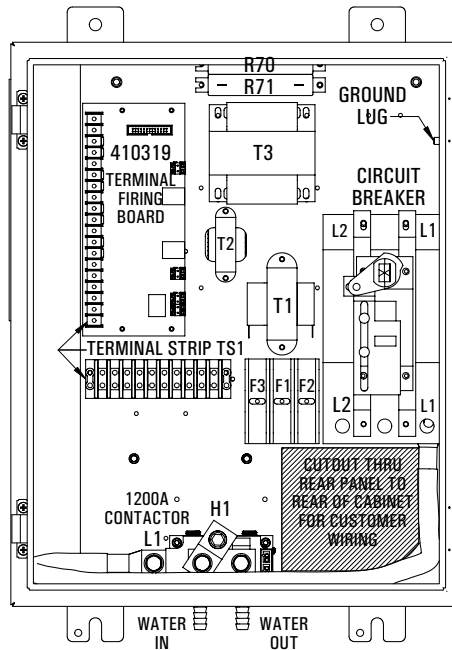 R70
R71
GROUND
LUG
410319
TERMINAL
FIRING
BOARD
T3
CIRCUIT
BREAKER
L2
L1
T2
T1
TERMINAL STRIP TS1
F3
F1
F2
L2
L1
CUTOUT THRU
REAR PANEL TO
REAR OF CABINET
FOR CUSTOMER
WIRING
1200A
CONTACTOR
H1
L1
WATER
IN
WATER
OUT